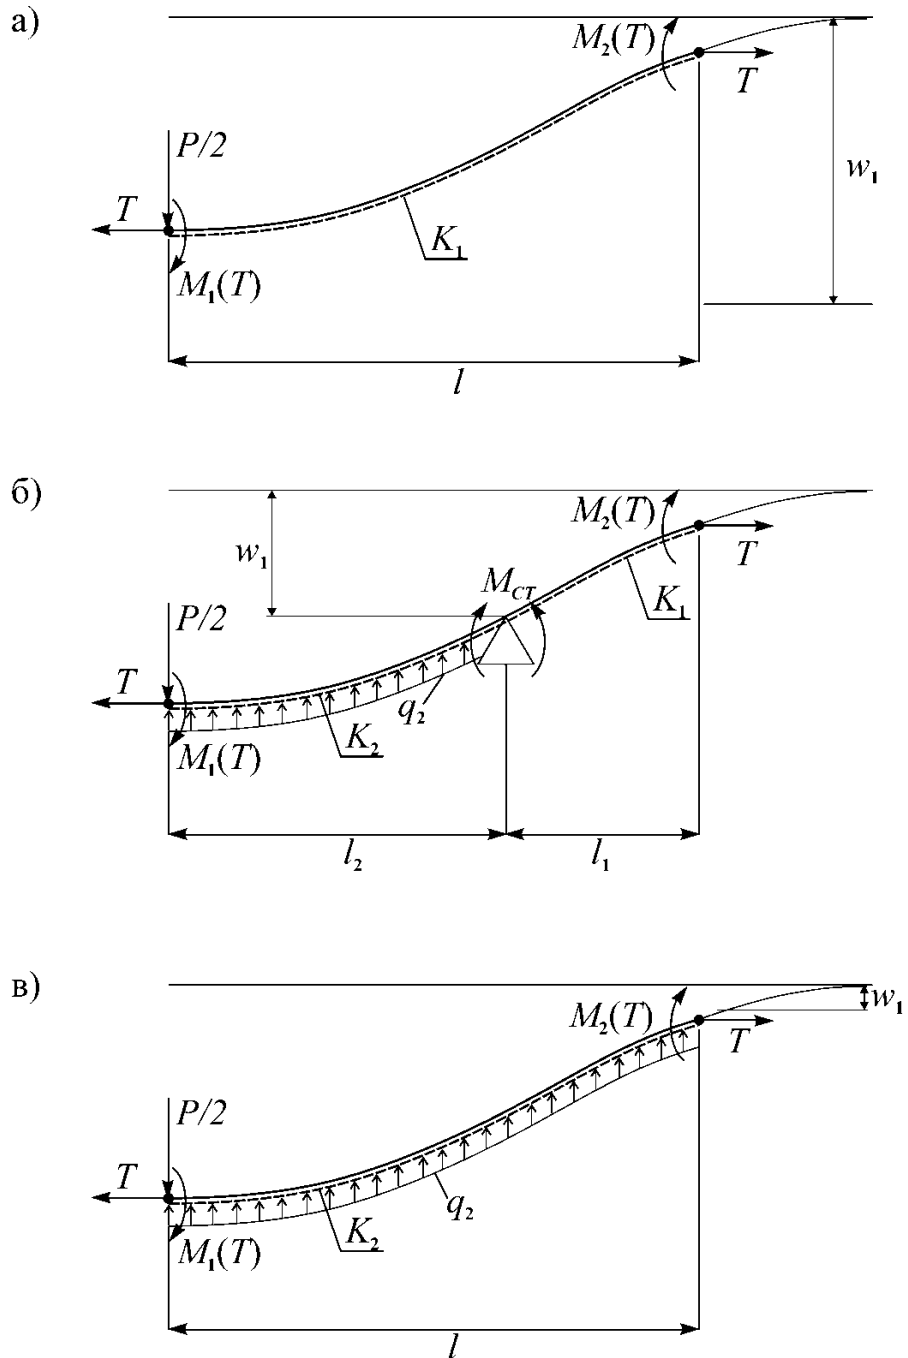 а)
M₂(T)
T
P/2
w₁
T
K₁
M₁(T)
l
б)
M₂(T)
w₁
T
M_СТ
K₁
P/2
T
q₂
M₁(T)
K₂
l₂
l₁
в)
M₂(T)
w₁
T
P/2
T
q₂
M₁(T)
K₂
l